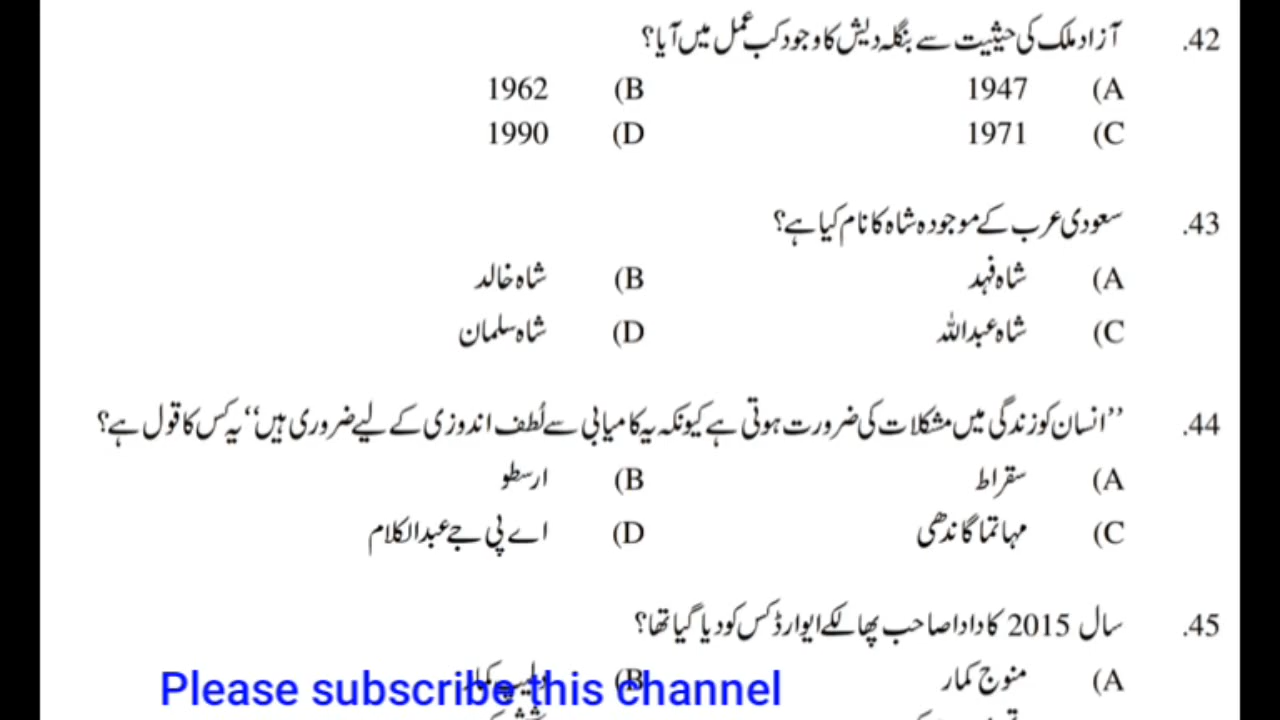 42. آزاد ملک کی حیثیت سے بنگلہ دیش کا وجود کب عمل میں آیا؟
(A 1947 (B 1962
(C 1971 (D 1990
43. سعودی عرب کے موجودہ شاہ کا نام کیا ہے؟
(A شاہ فہد (B شاہ خالد
(C شاہ عبداللہ (D شاہ سلمان
44. ’’انسان کو زندگی میں مشکلات کی ضرورت ہوتی ہے کیونکہ یہ کامیابی سے لُطف اندوزی کے لیے ضروری ہیں‘‘ یہ کس کا قول ہے؟
(A سقراط (B ارسطو
(C مہاتما گاندھی (D اے پی جے عبدالکلام
45. سال 2015 کا دادا صاحب پھالکے ایوارڈ کس کو دیا گیا تھا؟
(A منوج کمار (B
Please subscribe this channel